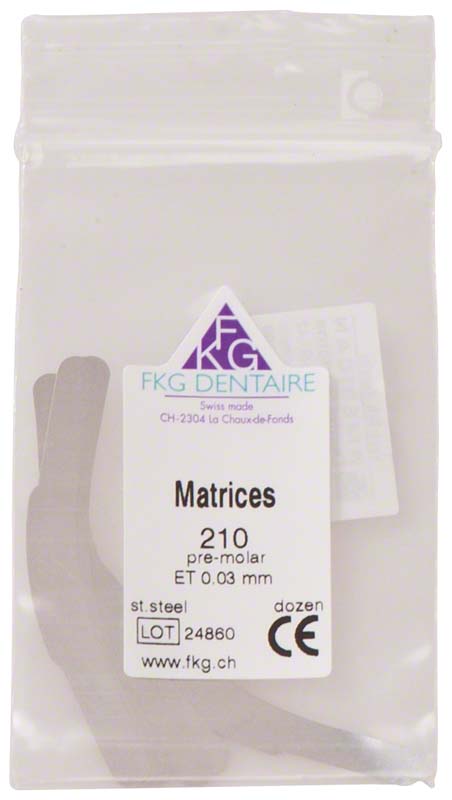 F
KG
FKG DENTAIRE
Swiss made
CH-2304 La Chaux-de-Fonds
Matrices
210
pre-molar
ET 0,03 mm
st.steel dozen
LOT 24860 CE
www.fkg.ch